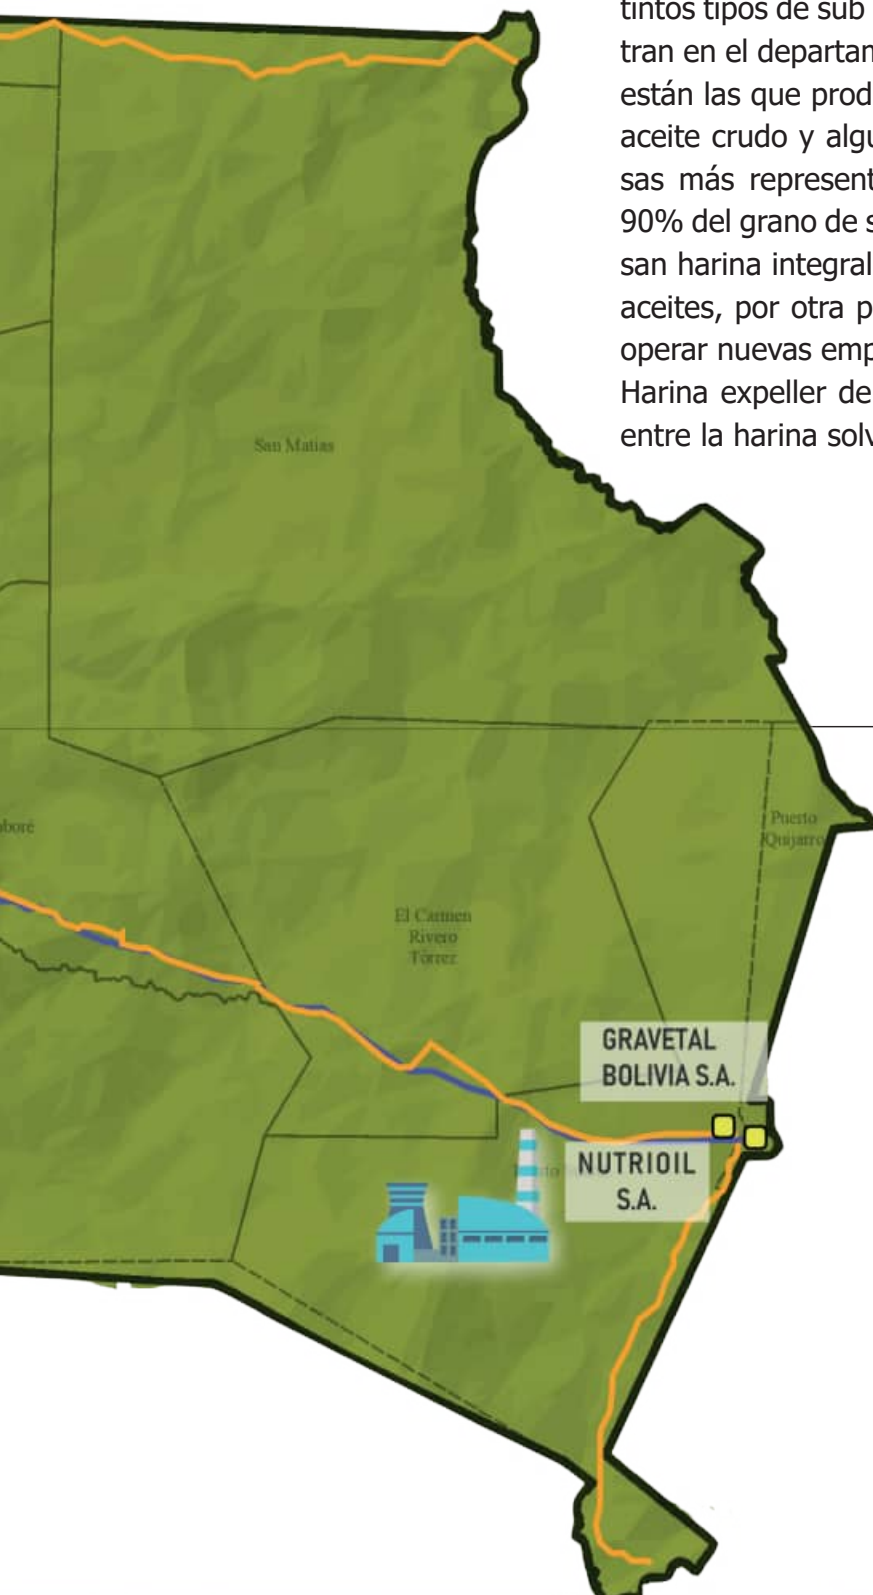 tintos tipos de sub
tran en el departam
están las que prod
aceite crudo y algu
sas más represent
90% del grano de s
san harina integral
aceites, por otra p
operar nuevas emp
Harina expeller de
entre la harina solv
San Matias
Puerto
Quijarro
boré
El Carmen
Rivero
Tórrez
GRAVETAL
BOLIVIA S.A.
NUTRIOIL
S.A.